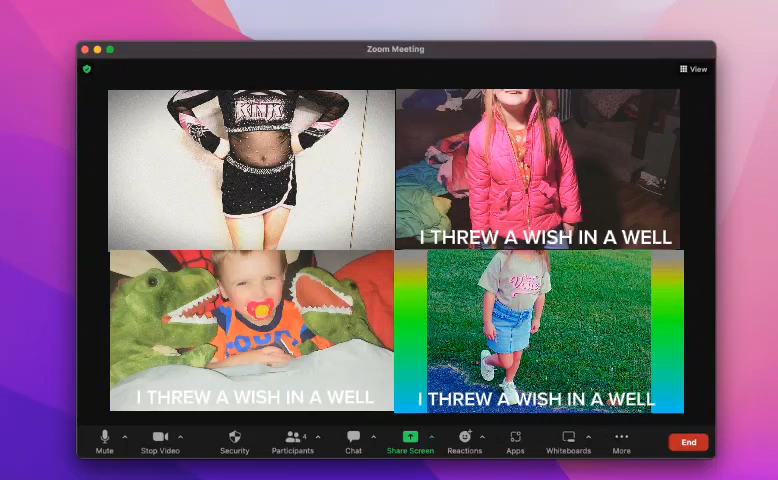 Zoom Meeting
View
I THREW A WISH IN A WELL
I THREW A WISH IN A WELL
I THREW A WISH IN A WELL
4
Mute
Stop Video
Security
Participants
Chat
Share Screen
Reactions
Apps
Whiteboards
More
End